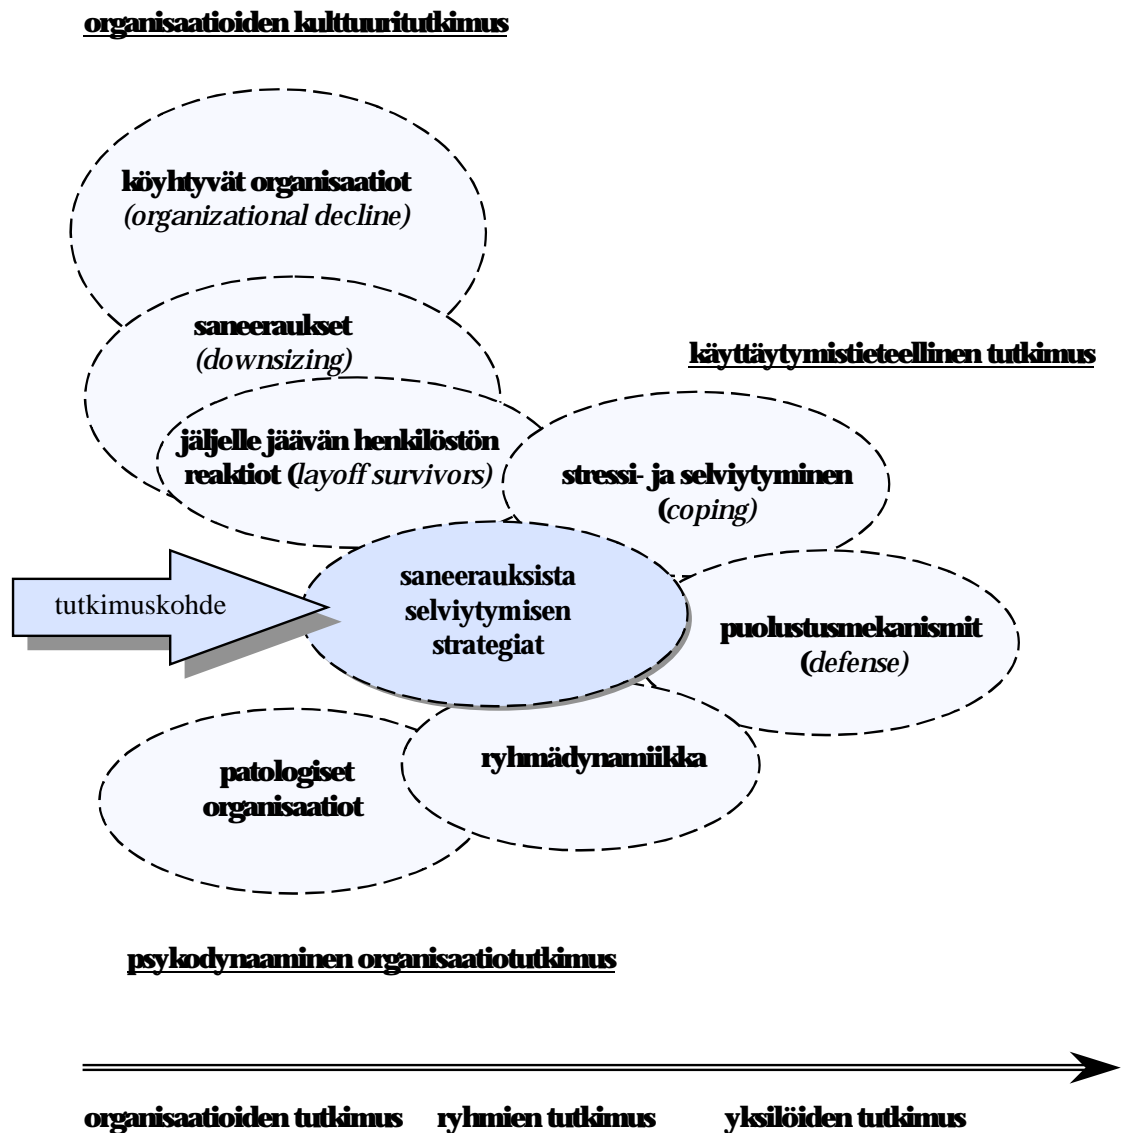 organisaatioiden kulttuuritutkimus
köyhtyvät organisaatiot
(organizational decline)
saneeraukset
(downsizing)
käyttäytymistieteellinen tutkimus
jäljelle jäävän henkilöstön
reaktiot (layoff survivors)
stressi- ja selviytyminen
(coping)
tutkimuskohde
saneerauksista
selviytymisen
strategiat
puolustusmekanismit
(defense)
patologiset
organisaatiot
ryhmädynamiikka
psykodynaaminen organisaatiotutkimus
organisaatioiden tutkimus ryhmien tutkimus yksilöiden tutkimus